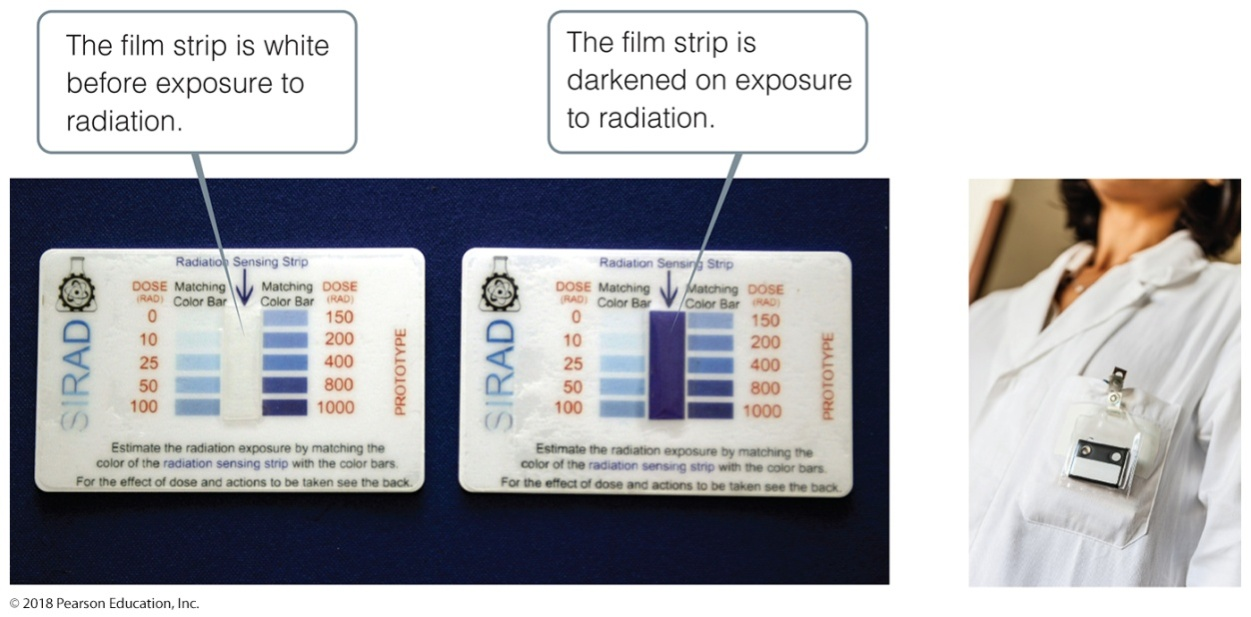 The film strip is white
before exposure to
radiation.
The film strip is
darkened on exposure
to radiation.
SIRAD
Radiation Sensing Strip
DOSE Matching Matching DOSE
(RAD) Color Bar Color Bar (RAD)
0 150
10 200
25 400
50 800
100 1000
PROTOTYPE
Estimate the radiation exposure by matching the
color of the radiation sensing strip with the color bars.
For the effect of dose and actions to be taken see the back.
SIRAD
Radiation Sensing Strip
DOSE Matching Matching DOSE
(RAD) Color Bar Color Bar (RAD)
0 150
10 200
25 400
50 800
100 1000
PROTOTYPE
Estimate the radiation exposure by matching the
color of the radiation sensing strip with the color bars.
For the effect of dose and actions to be taken see the back.
© 2018 Pearson Education, Inc.